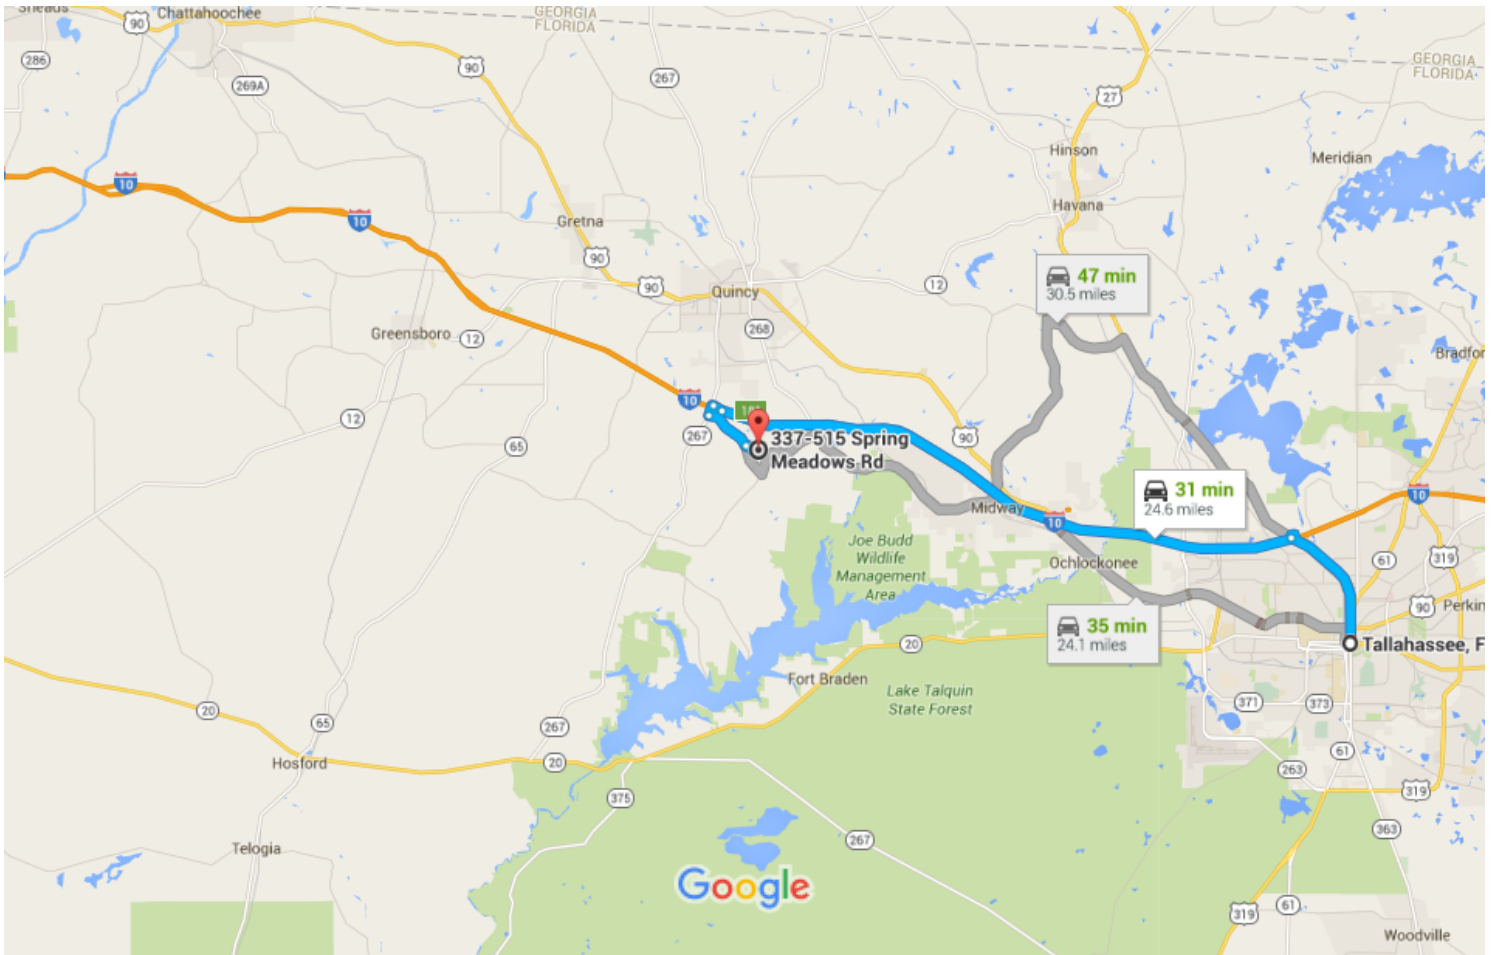 Sneads
Chattahoochee
90
286
269A
90
GEORGIA
FLORIDA
267
27
GEORGIA
FLORIDA
Hinson
Meridian
10
10
Gretna
Havana
90
90
Quincy
12
47 min
30.5 miles
Greensboro
12
268
12
65
10
267
337-515 Spring
Meadows Rd
90
31 min
24.6 miles
10
Midway
10
Ochlockonee
Joe Budd
Wildlife
Management
Area
61
319
90
35 min
24.1 miles
20
Tallahassee, F
Fort Braden
Lake Talquin
State Forest
371
373
20
65
267
61
Hosford
20
263
319
375
267
363
Telogia
Google
319
61
Woodville